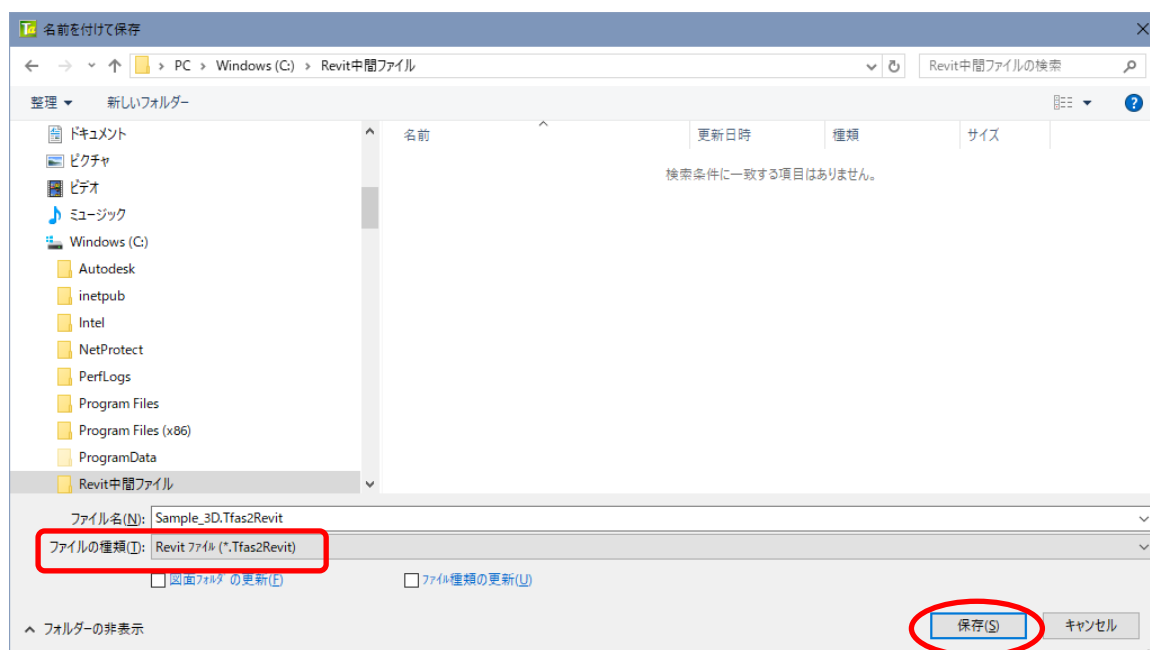 名前を付けて保存
PC › Windows (C:) › Revit中間ファイル
Revit中間ファイルの検索
整理 新しいフォルダー
名前 更新日時 種類 サイズ
検索条件に一致する項目はありません。
ドキュメント
ピクチャ
ビデオ
ミュージック
Windows (C:)
Autodesk
inetpub
Intel
NetProtect
PerfLogs
Program Files
Program Files (x86)
ProgramData
Revit中間ファイル
ファイル名(N): Sample_3D.Tfas2Revit
ファイルの種類(T): Revit ﾌｧｲﾙ (*.Tfas2Revit)
図面ﾌｫﾙﾀﾞの更新(F) ﾌｧｲﾙ種類の更新(U)
フォルダーの非表示 保存(S) キャンセル